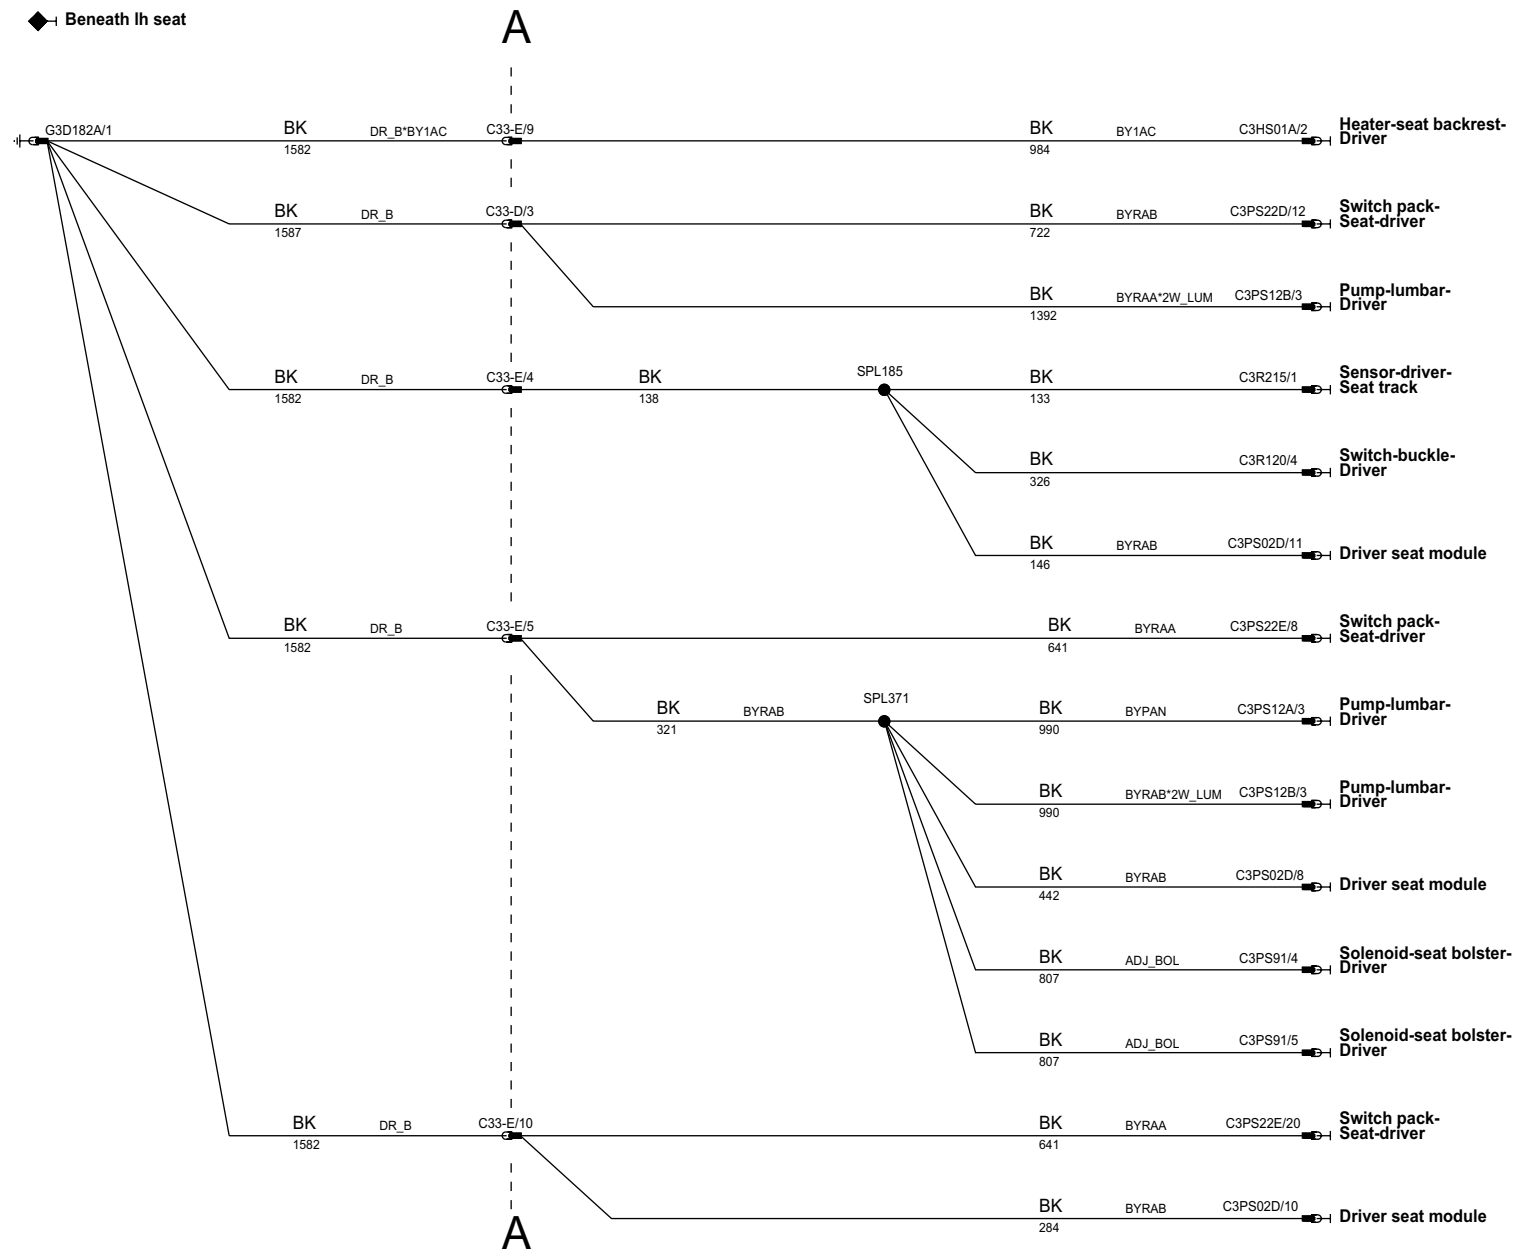 Beneath lh seat
A
G3D182A/1 BK DR_B*BY1AC C33-E/9 BK BY1AC C3HS01A/2 Heater-seat backrest-
Driver
1582 984
BK DR_B C33-D/3 BK BYRAB C3PS22D/12 Switch pack-
Seat-driver
1587 722
BK BYRAA*2W_LUM C3PS12B/3 Pump-lumbar-
Driver
1392
BK DR_B C33-E/4 BK SPL185 BK C3R215/1 Sensor-driver-
Seat track
1582 138 133
BK C3R120/4 Switch-buckle-
Driver
326
BK BYRAB C3PS02D/11 Driver seat module
146
BK DR_B C33-E/5 BK BYRAA C3PS22E/8 Switch pack-
Seat-driver
1582 641
BK BYRAB SPL371 BK BYPAN C3PS12A/3 Pump-lumbar-
Driver
321 990
BK BYRAB*2W_LUM C3PS12B/3 Pump-lumbar-
Driver
990
BK BYRAB C3PS02D/8 Driver seat module
442
BK ADJ_BOL C3PS91/4 Solenoid-seat bolster-
Driver
807
BK ADJ_BOL C3PS91/5 Solenoid-seat bolster-
Driver
807
BK DR_B C33-E/10 BK BYRAA C3PS22E/20 Switch pack-
Seat-driver
1582 641
BK BYRAB C3PS02D/10 Driver seat module
284
A